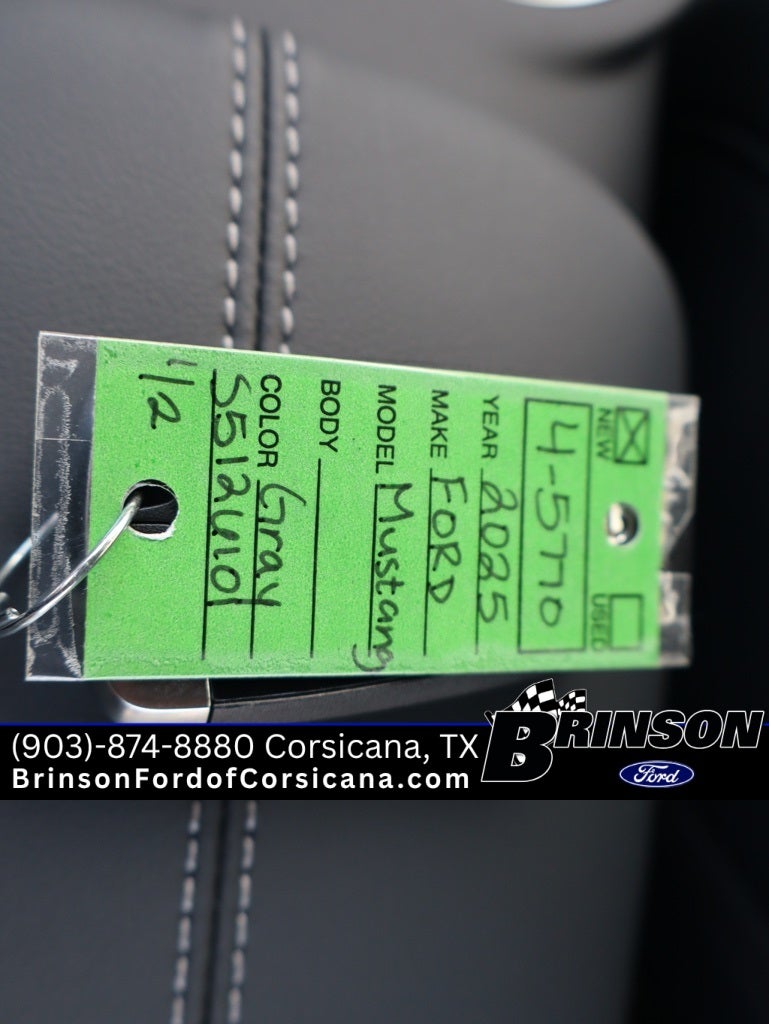 NEW USED
4-5770
YEAR 2025
MAKE FORD
MODEL Mustang
BODY
COLOR Gray
1/2
(903)-874-8880 Corsicana, TX
BrinsonFordofCorsicana.com
BRINSON
Ford